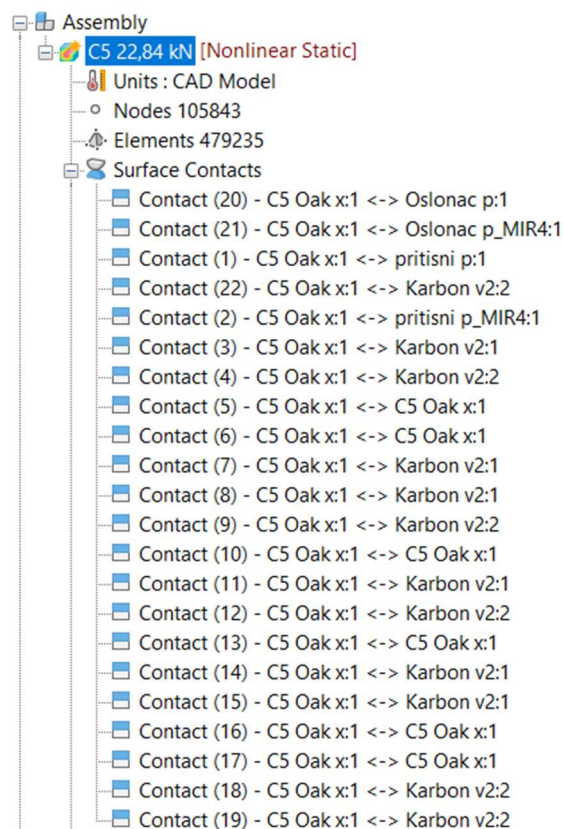 Assembly
C5 22,84 kN [Nonlinear Static]
Units : CAD Model
Nodes 105843
Elements 479235
Surface Contacts
Contact (20) - C5 Oak x:1 <-> Oslonac p:1
Contact (21) - C5 Oak x:1 <-> Oslonac p_MIR4:1
Contact (1) - C5 Oak x:1 <-> pritisni p:1
Contact (22) - C5 Oak x:1 <-> Karbon v2:2
Contact (2) - C5 Oak x:1 <-> pritisni p_MIR4:1
Contact (3) - C5 Oak x:1 <-> Karbon v2:1
Contact (4) - C5 Oak x:1 <-> Karbon v2:2
Contact (5) - C5 Oak x:1 <-> C5 Oak x:1
Contact (6) - C5 Oak x:1 <-> C5 Oak x:1
Contact (7) - C5 Oak x:1 <-> Karbon v2:1
Contact (8) - C5 Oak x:1 <-> Karbon v2:1
Contact (9) - C5 Oak x:1 <-> Karbon v2:2
Contact (10) - C5 Oak x:1 <-> C5 Oak x:1
Contact (11) - C5 Oak x:1 <-> Karbon v2:1
Contact (12) - C5 Oak x:1 <-> Karbon v2:2
Contact (13) - C5 Oak x:1 <-> C5 Oak x:1
Contact (14) - C5 Oak x:1 <-> Karbon v2:1
Contact (15) - C5 Oak x:1 <-> Karbon v2:1
Contact (16) - C5 Oak x:1 <-> C5 Oak x:1
Contact (17) - C5 Oak x:1 <-> C5 Oak x:1
Contact (18) - C5 Oak x:1 <-> Karbon v2:2
Contact (19) - C5 Oak x:1 <-> Karbon v2:2